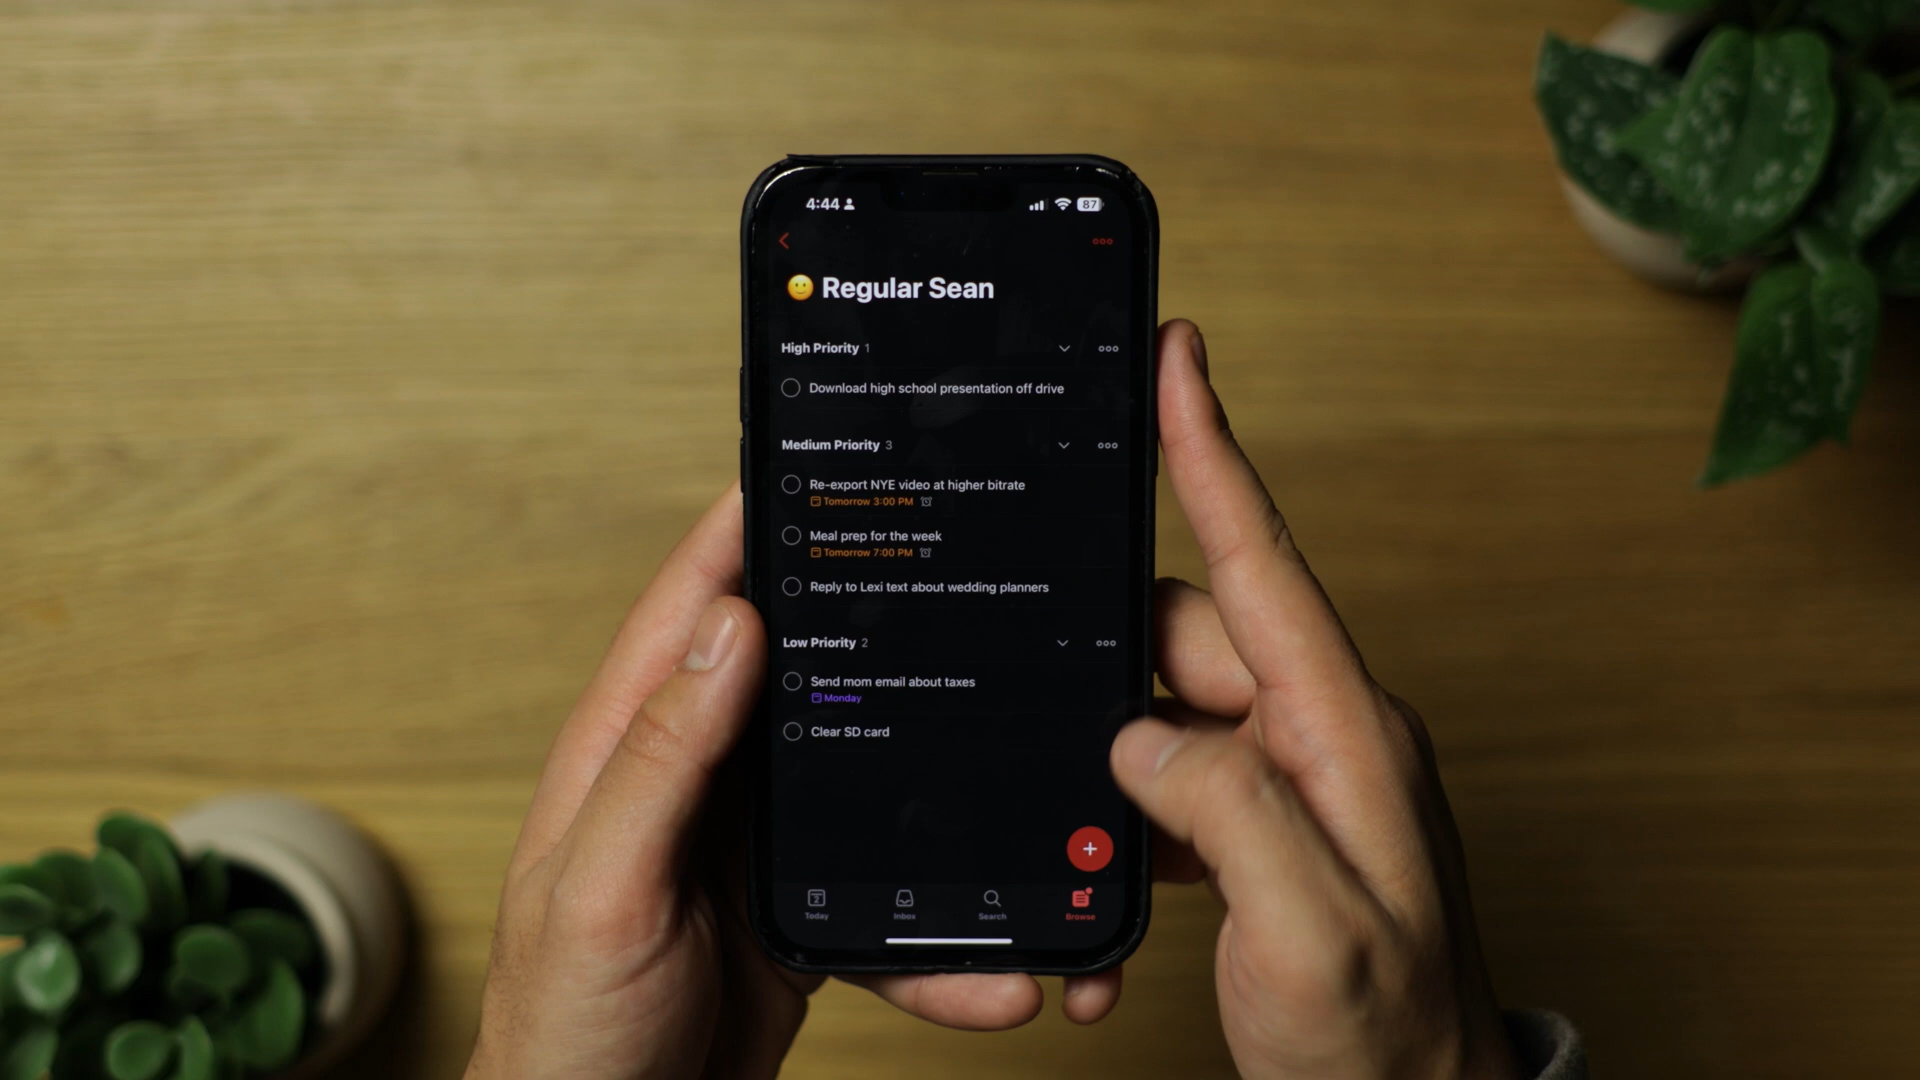 4:44
87
🙂 Regular Sean
High Priority 1
Download high school presentation off drive
Medium Priority 3
Re-export NYE video at higher bitrate
Tomorrow 3:00 PM
Meal prep for the week
Tomorrow 7:00 PM
Reply to Lexi text about wedding planners
Low Priority 2
Send mom email about taxes
Monday
Clear SD card
+
2
Today
Inbox
Search
Browse